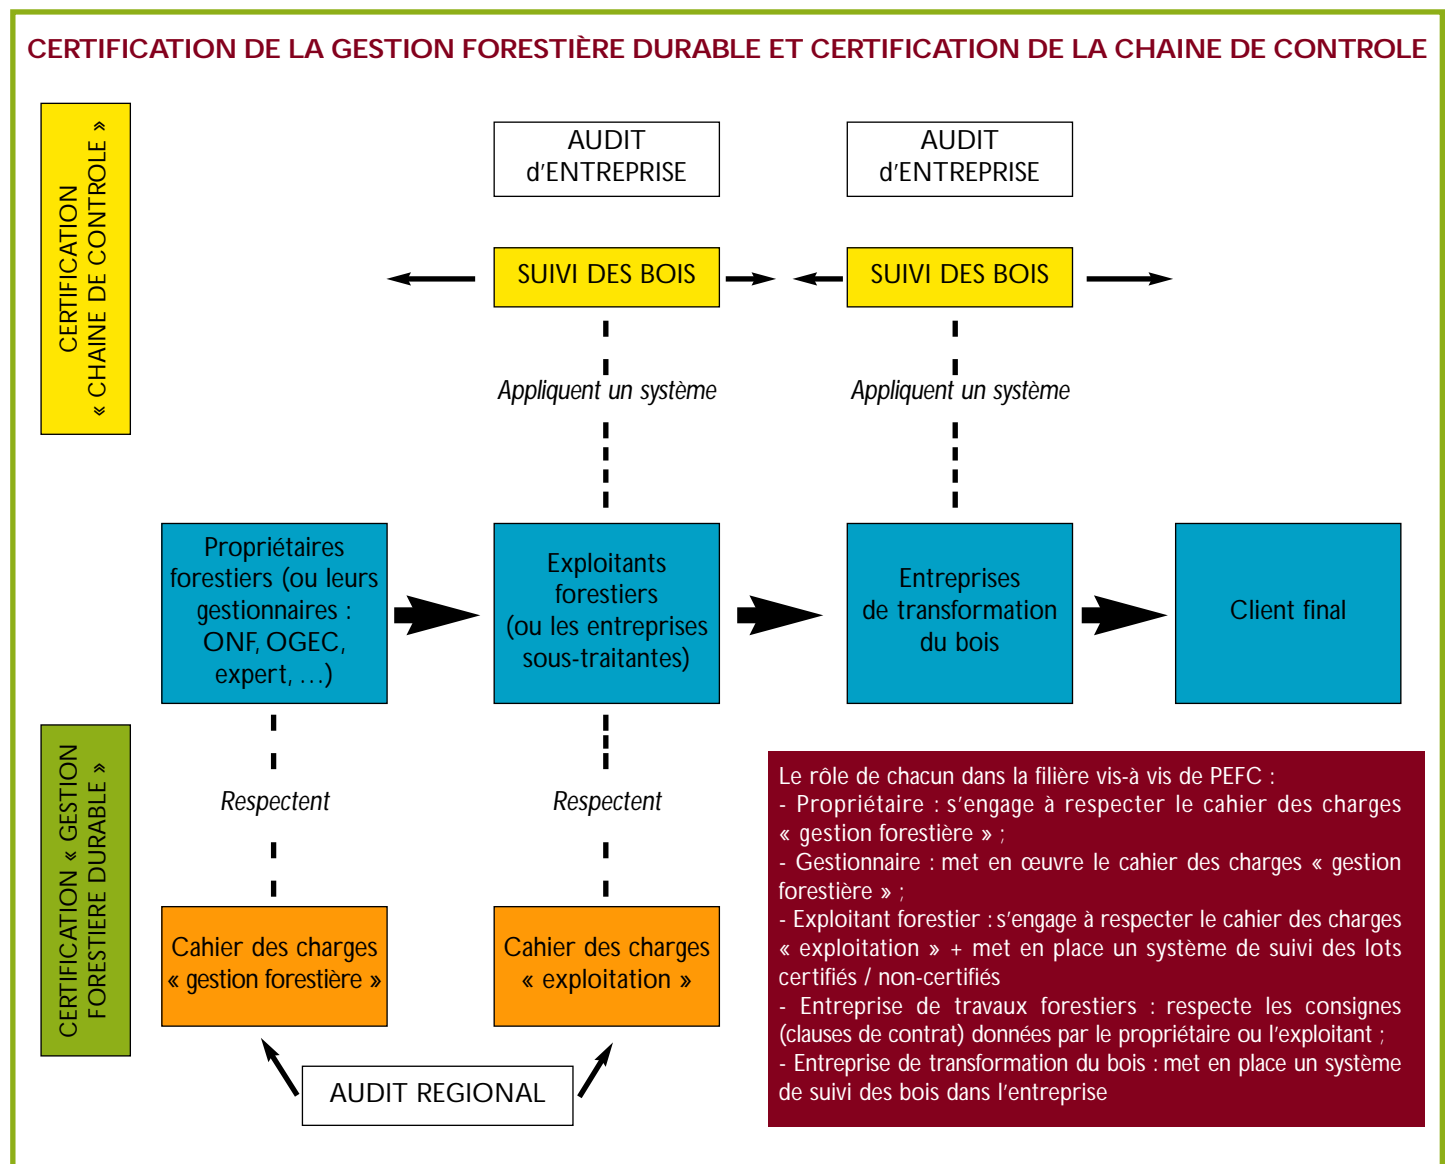 CERTIFICATION DE LA GESTION FORESTIÈRE DURABLE ET CERTIFICATION DE LA CHAINE DE CONTROLE
CERTIFICATION
« CHAINE DE CONTROLE »
AUDIT
d'ENTREPRISE
AUDIT
d'ENTREPRISE
SUIVI DES BOIS
SUIVI DES BOIS
Appliquent un système
Appliquent un système
Propriétaires
forestiers (ou leurs
gestionnaires :
ONF, OGEC,
expert, …)
Exploitants
forestiers
(ou les entreprises
sous-traitantes)
Entreprises
de transformation
du bois
Client final
CERTIFICATION « GESTION
FORESTIERE DURABLE »
Respectent
Respectent
Cahier des charges
« gestion forestière »
Cahier des charges
« exploitation »
AUDIT REGIONAL
Le rôle de chacun dans la filière vis-à vis de PEFC :
- Propriétaire : s'engage à respecter le cahier des charges
« gestion forestière » ;
- Gestionnaire : met en œuvre le cahier des charges « gestion
forestière » ;
- Exploitant forestier : s'engage à respecter le cahier des charges
« exploitation » + met en place un système de suivi des lots
certifiés / non-certifiés
- Entreprise de travaux forestiers : respecte les consignes
(clauses de contrat) données par le propriétaire ou l'exploitant ;
- Entreprise de transformation du bois : met en place un système
de suivi des bois dans l'entreprise